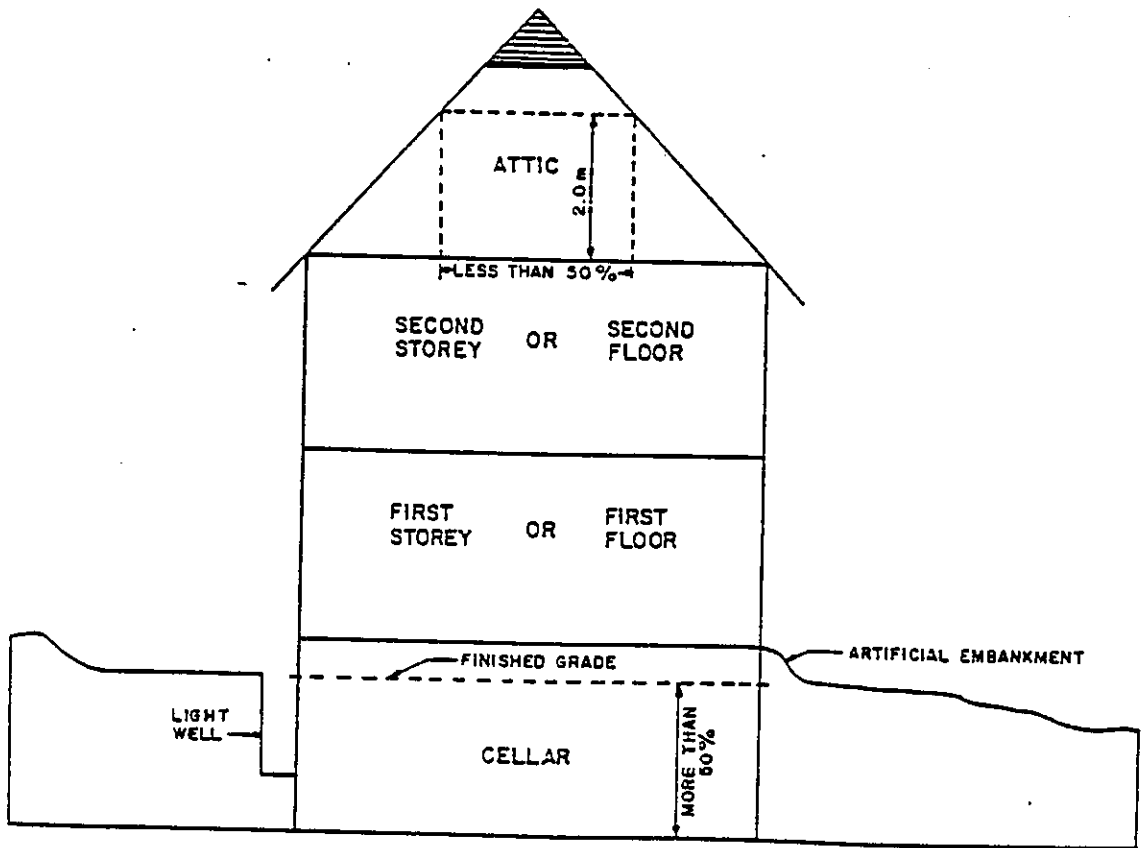 ATTIC
2.0 m
LESS THAN 50%
SECOND
STOREY
OR
SECOND
FLOOR
FIRST
STOREY
OR
FIRST
FLOOR
FINISHED GRADE
ARTIFICIAL EMBANKMENT
LIGHT
WELL
CELLAR
MORE THAN
50%